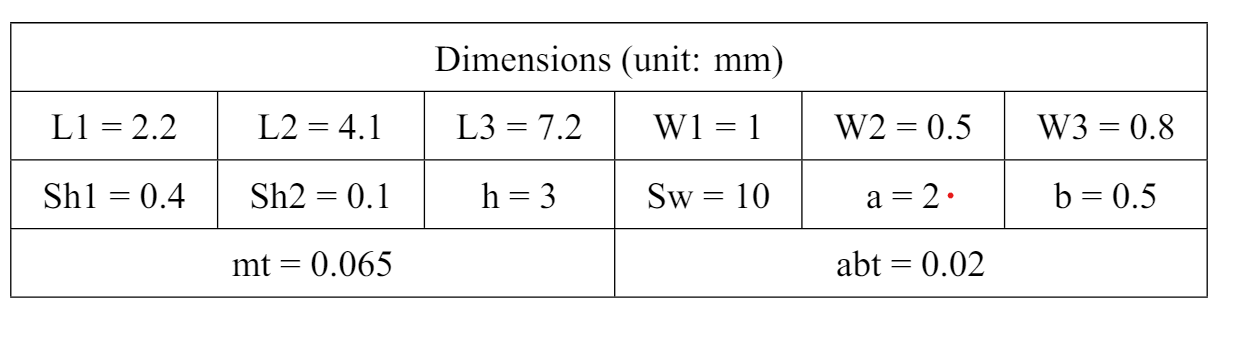 Dimensions (unit: mm)
L1 = 2.2 L2 = 4.1 L3 = 7.2 W1 = 1 W2 = 0.5 W3 = 0.8
Sh1 = 0.4 Sh2 = 0.1 h = 3 Sw = 10 a = 2 b = 0.5
mt = 0.065 abt = 0.02